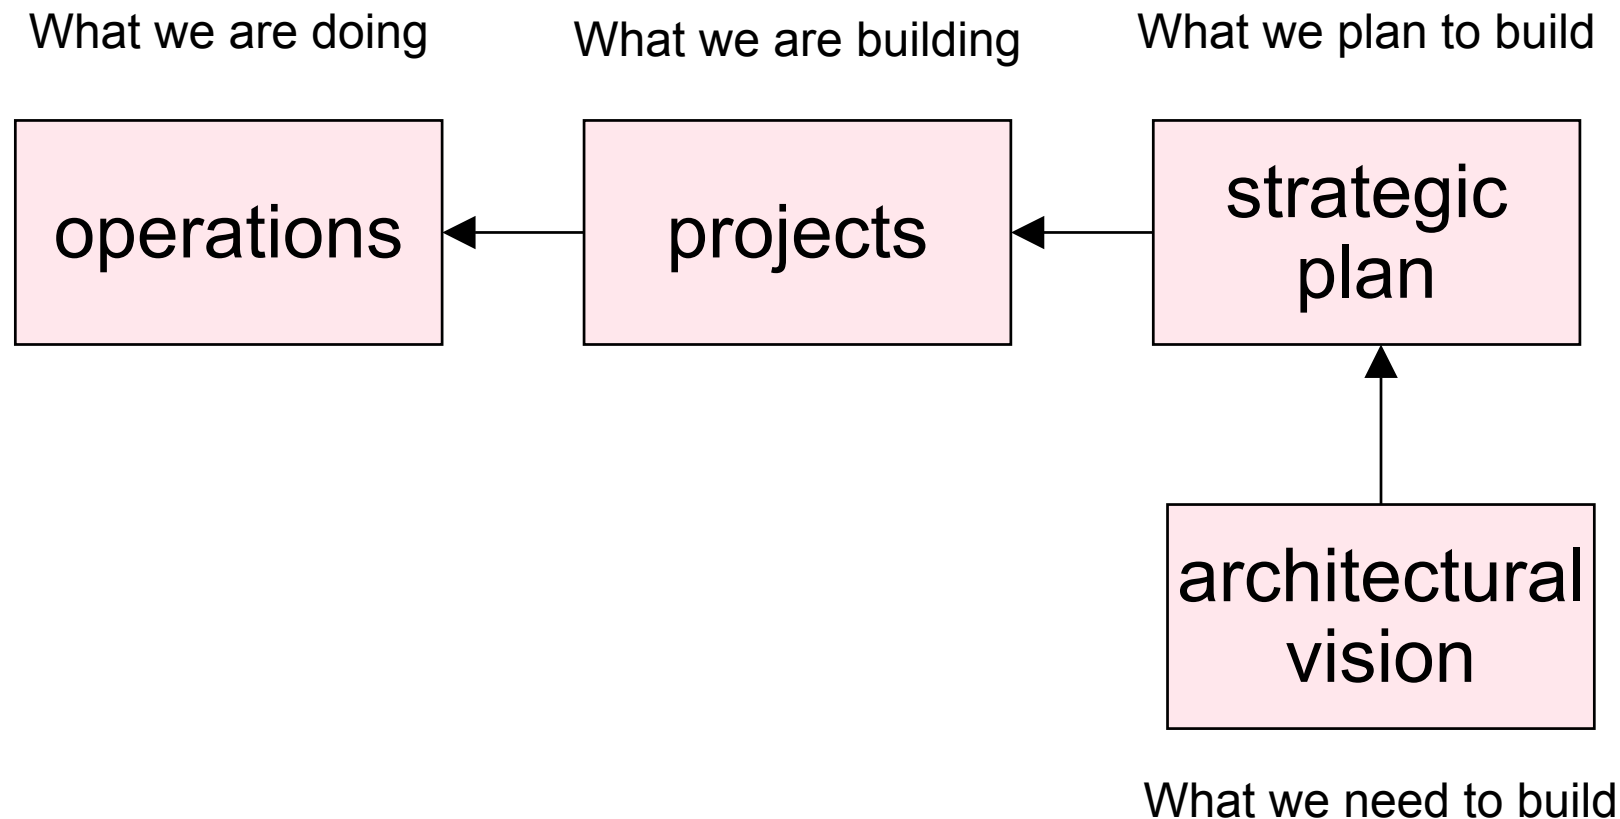 What we are doing
What we are building
What we plan to build
operations
projects
strategic
plan
architectural
vision
What we need to build